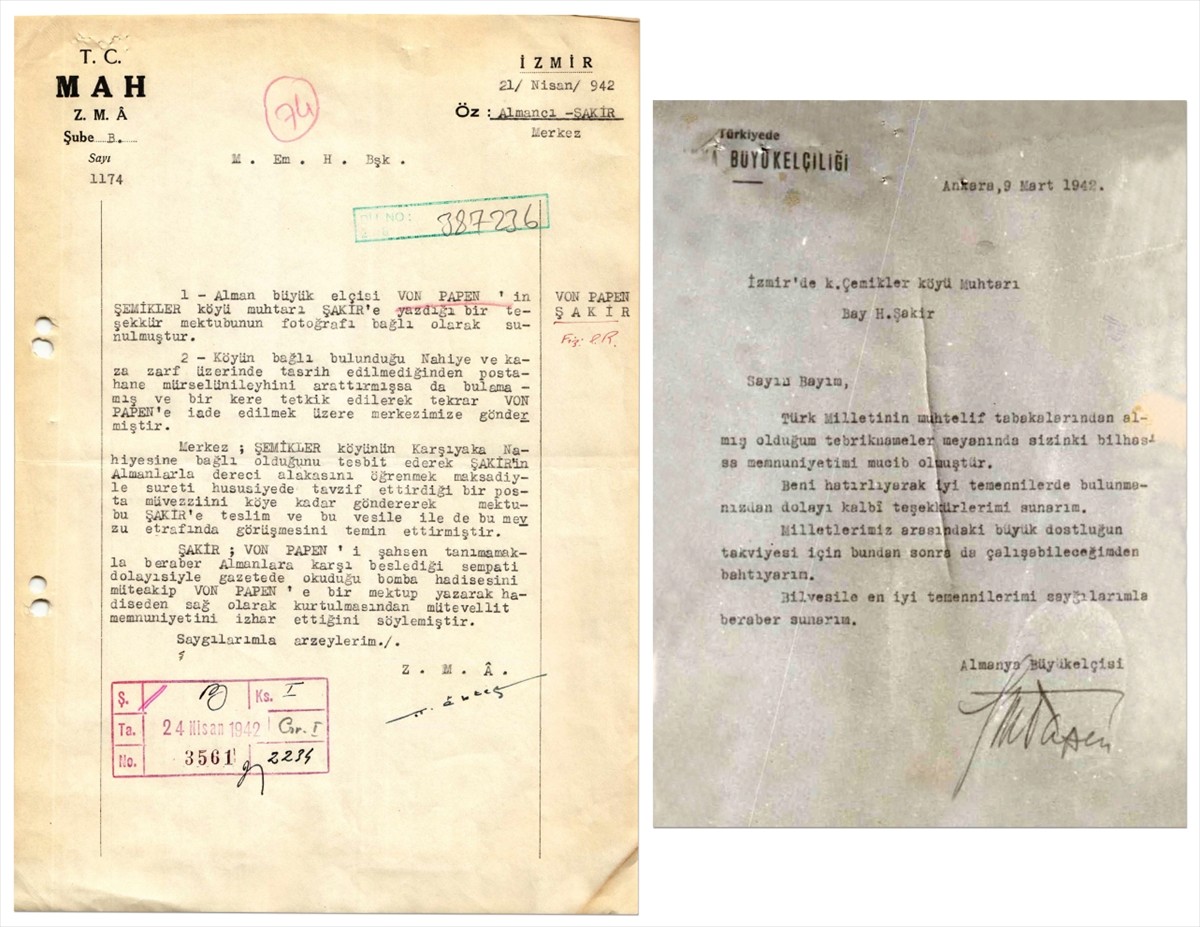 T. C.
MAH
Z. M. Â
Şube B.
Sayı
1174
74
İZMİR
21/ Nisan/ 942
Öz : Almancı -ŞAKİR
Merkez
M. Em. H. Bşk.
387236
1 - Alman büyük elçisi VON PAPEN 'in
ŞEMİKLER köyü muhtarı ŞAKİR'e yazdığı bir te-
şekkür mektubunun fotoğrafı bağlı olarak su-
nulmuştur.
VON PAPEN
ŞAKİR
2 - Köyün bağlı bulunduğu Nahiye ve ka-
za zarf üzerinde tasrih edilmediğinden posta-
hane mürselünileyhini arattırmışsa da bulama -
mış ve bir kere tetkik edilerek tekrar VON
PAPEN'e iade edilmek üzere merkezimize gönder
miştir.
Merkez ; ŞEMİKLER köyünün Karşıyaka Na-
hiyesine bağlı olduğunu tesbit ederek ŞAKİR'in
Almanlarla dereci alakasını öğrenmek maksadiy-
le sureti hususiyede tavzif ettirdiği bir pos-
ta müvezziini köye kadar göndererek mektu-
bu ŞAKİR'e teslim ve bu vesile ile de bu mev
zu etrafında görüşmesini temin ettirmiştir.
ŞAKİR ; VON PAPEN ' i şahsen tanımamak-
la beraber Almanlara karşı beslediği sempati
dolayısiyle gazetede okuduğu bomba hadisesini
müteakip VON PAPEN ' e bir mektup yazarak ha-
diseden sağ olarak kurtulmasından mütevellit
memnuniyetini izhar ettiğini söylemiştir.
Saygılarımla arzeylerim./.
Z. M. Â.
Ş. B Ks. I
Ta. 24 Nisan 1942 Gr. I
No. 3561 2234
Türkiyede
BÜYÜKELÇİLİĞİ
Ankara,9 Mart 1942.
İzmir'de k.Çemikler köyü Muhtarı
Bay H.Şakir
Sayın Bayım,
Türk Milletinin muhtelif tabakalarından al-
mış olduğum tebriknameler meyanında sizinki bilhas-
sa memnuniyetimi mucib olmuştur.
Beni hatırlıyarak iyi temennilerde bulunma-
nızdan dolayı kalbî teşekkürlerimi sunarım.
Milletlerimiz arasındaki büyük dostluğun
takviyesi için bundan sonra da çalışabileceğimden
bahtıyarım.
Bilvesile en iyi temennilerimi saygılarımla
beraber sunarım.
Almanya Büyükelçisi